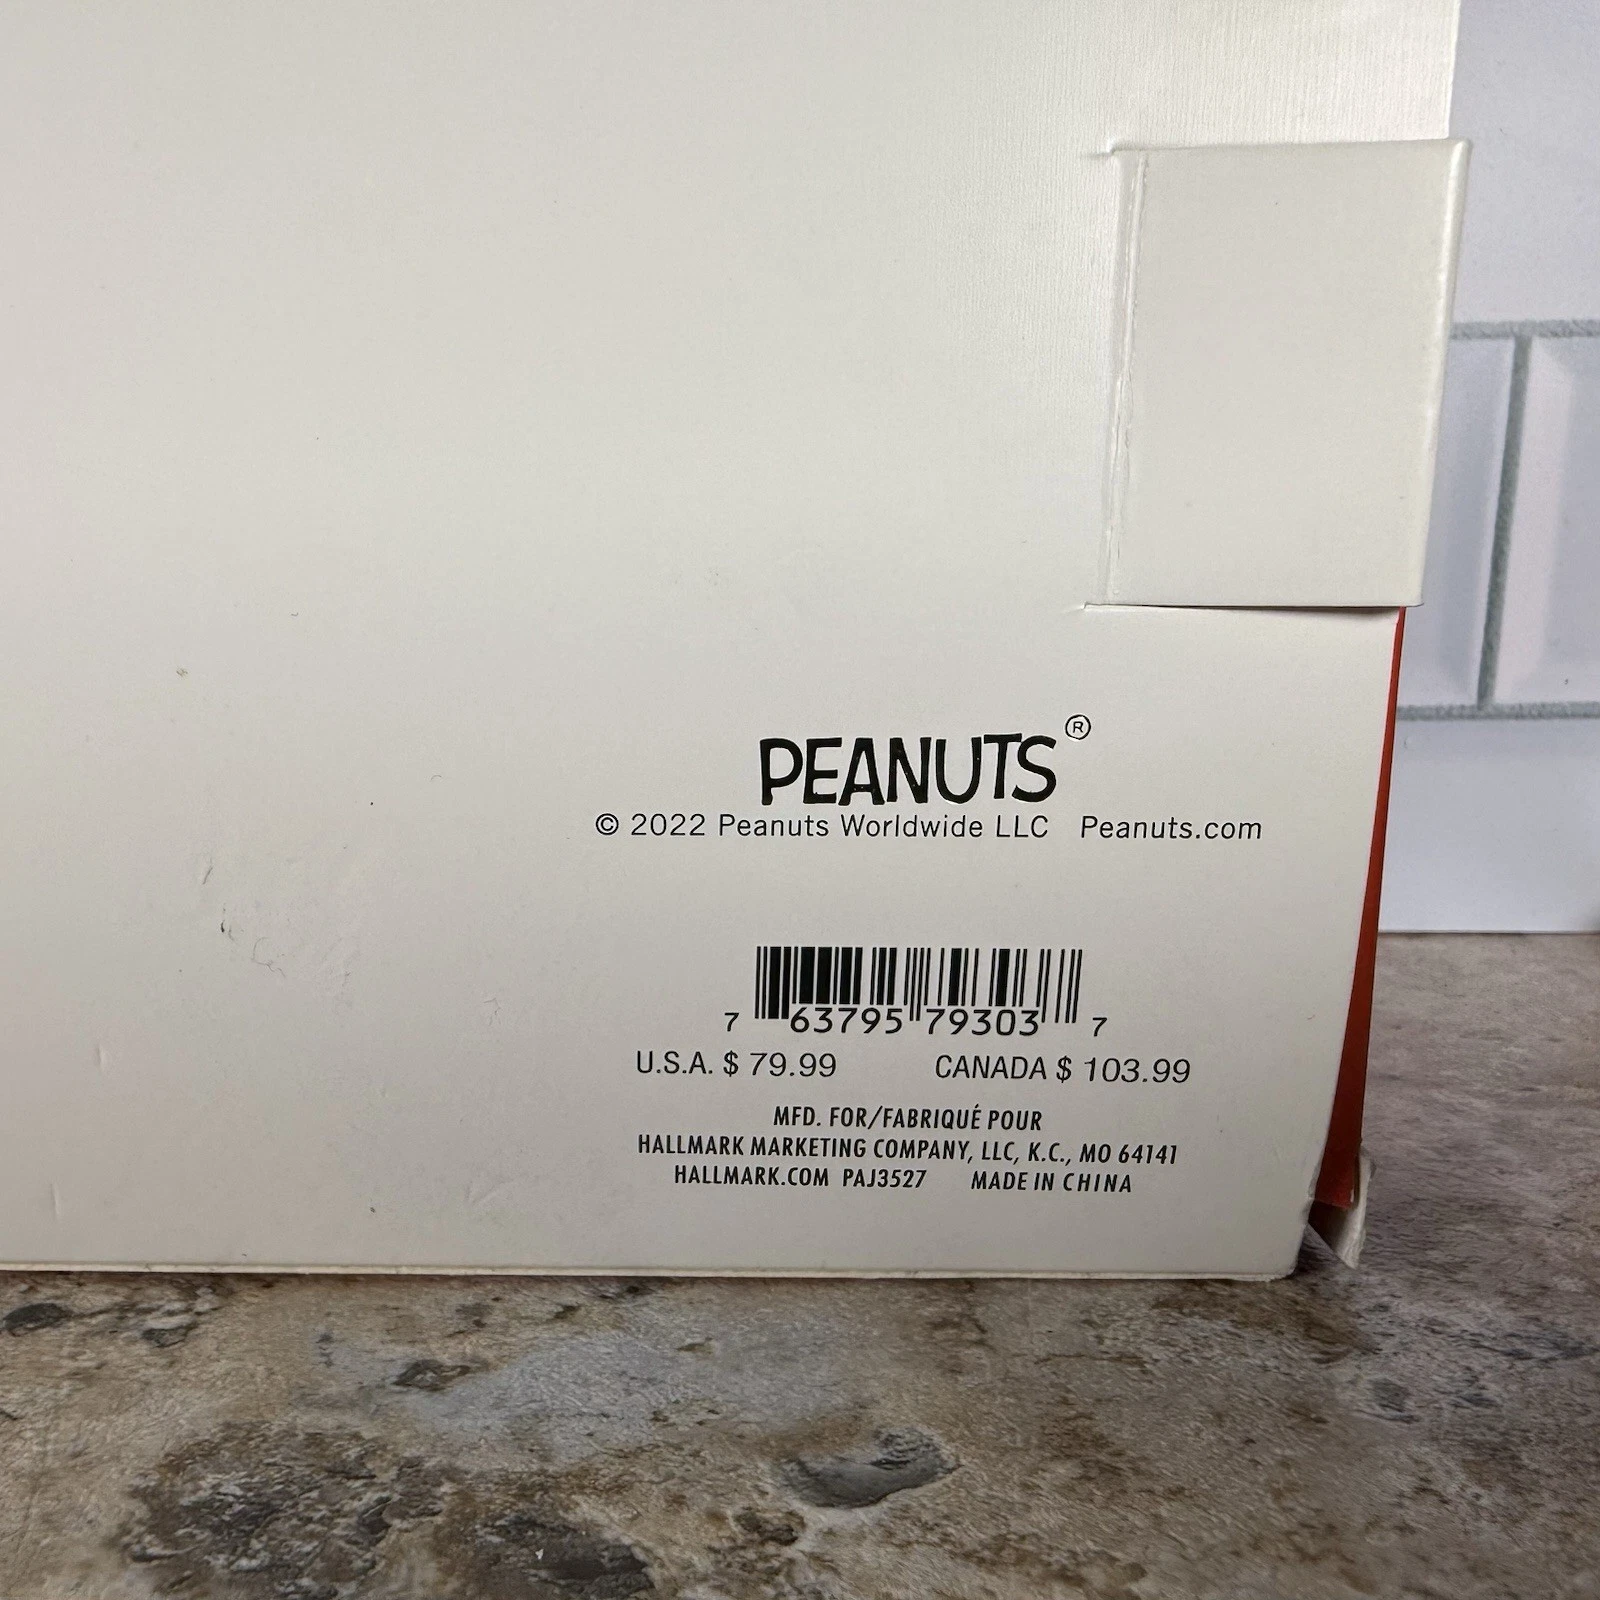 PEANUTS®
© 2022 Peanuts Worldwide LLC Peanuts.com
7 63795 79303 7
U.S.A. $ 79.99 CANADA $ 103.99
MFD. FOR/FABRIQUÉ POUR
HALLMARK MARKETING COMPANY, LLC, K.C., MO 64141
HALLMARK.COM PAJ3527 MADE IN CHINA